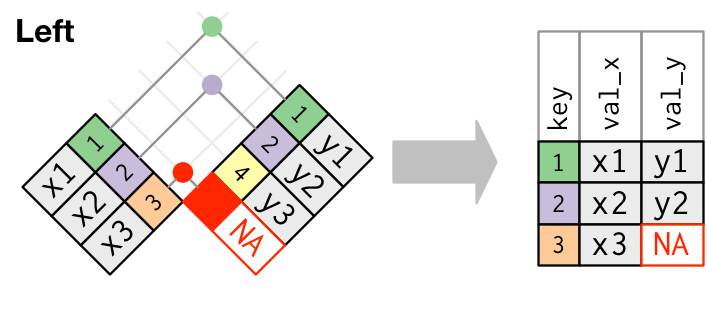 Left
1 x1
2 x2
3 x3
1 y1
2 y2
4 y3
NA
key val_x val_y
1 x1 y1
2 x2 y2
3 x3 NA